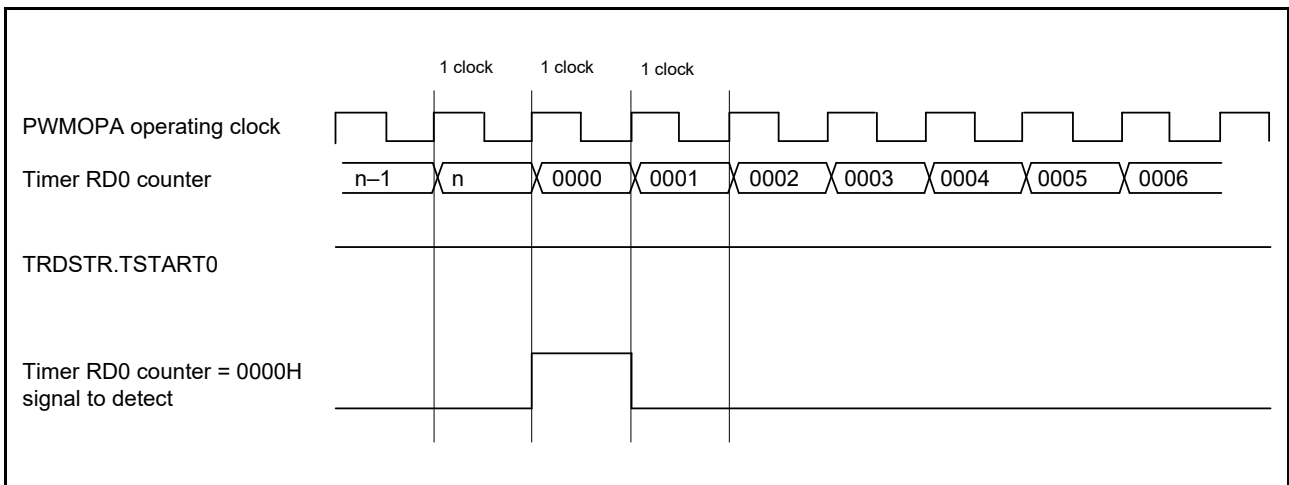 1 clock 1 clock 1 clock
PWMOPA operating clock
Timer RD0 counter n–1 n 0000 0001 0002 0003 0004 0005 0006
TRDSTR.TSTART0
Timer RD0 counter = 0000H
signal to detect